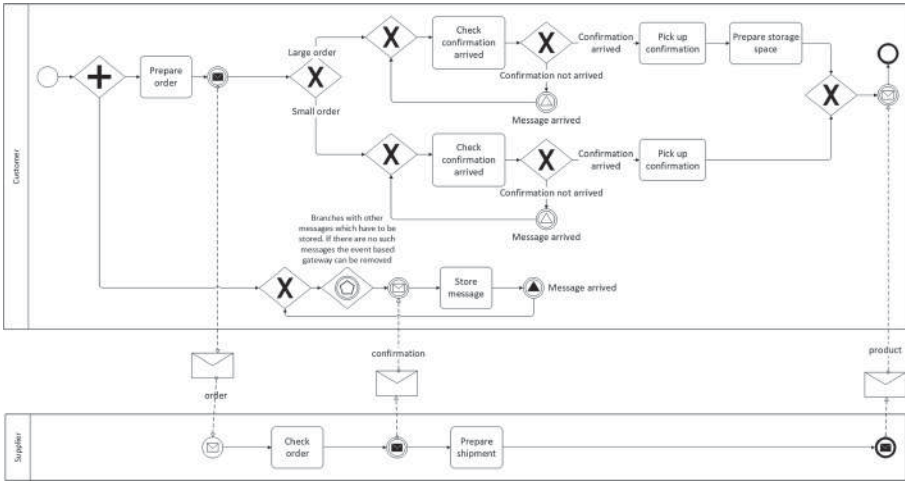 Customer
Large order
Small order
Prepare
order
Check
confirmation
arrived
Confirmation
arrived
Confirmation not arrived
Message arrived
Pick up
confirmation
Prepare storage
space
Check
confirmation
arrived
Confirmation
arrived
Confirmation not arrived
Message arrived
Pick up
confirmation
Branches with other
messages which have to be
stored. If there are no such
messages the event based
gateway can be removed
Store
message
Message arrived
order
confirmation
product
Supplier
Check
order
Prepare
shipment